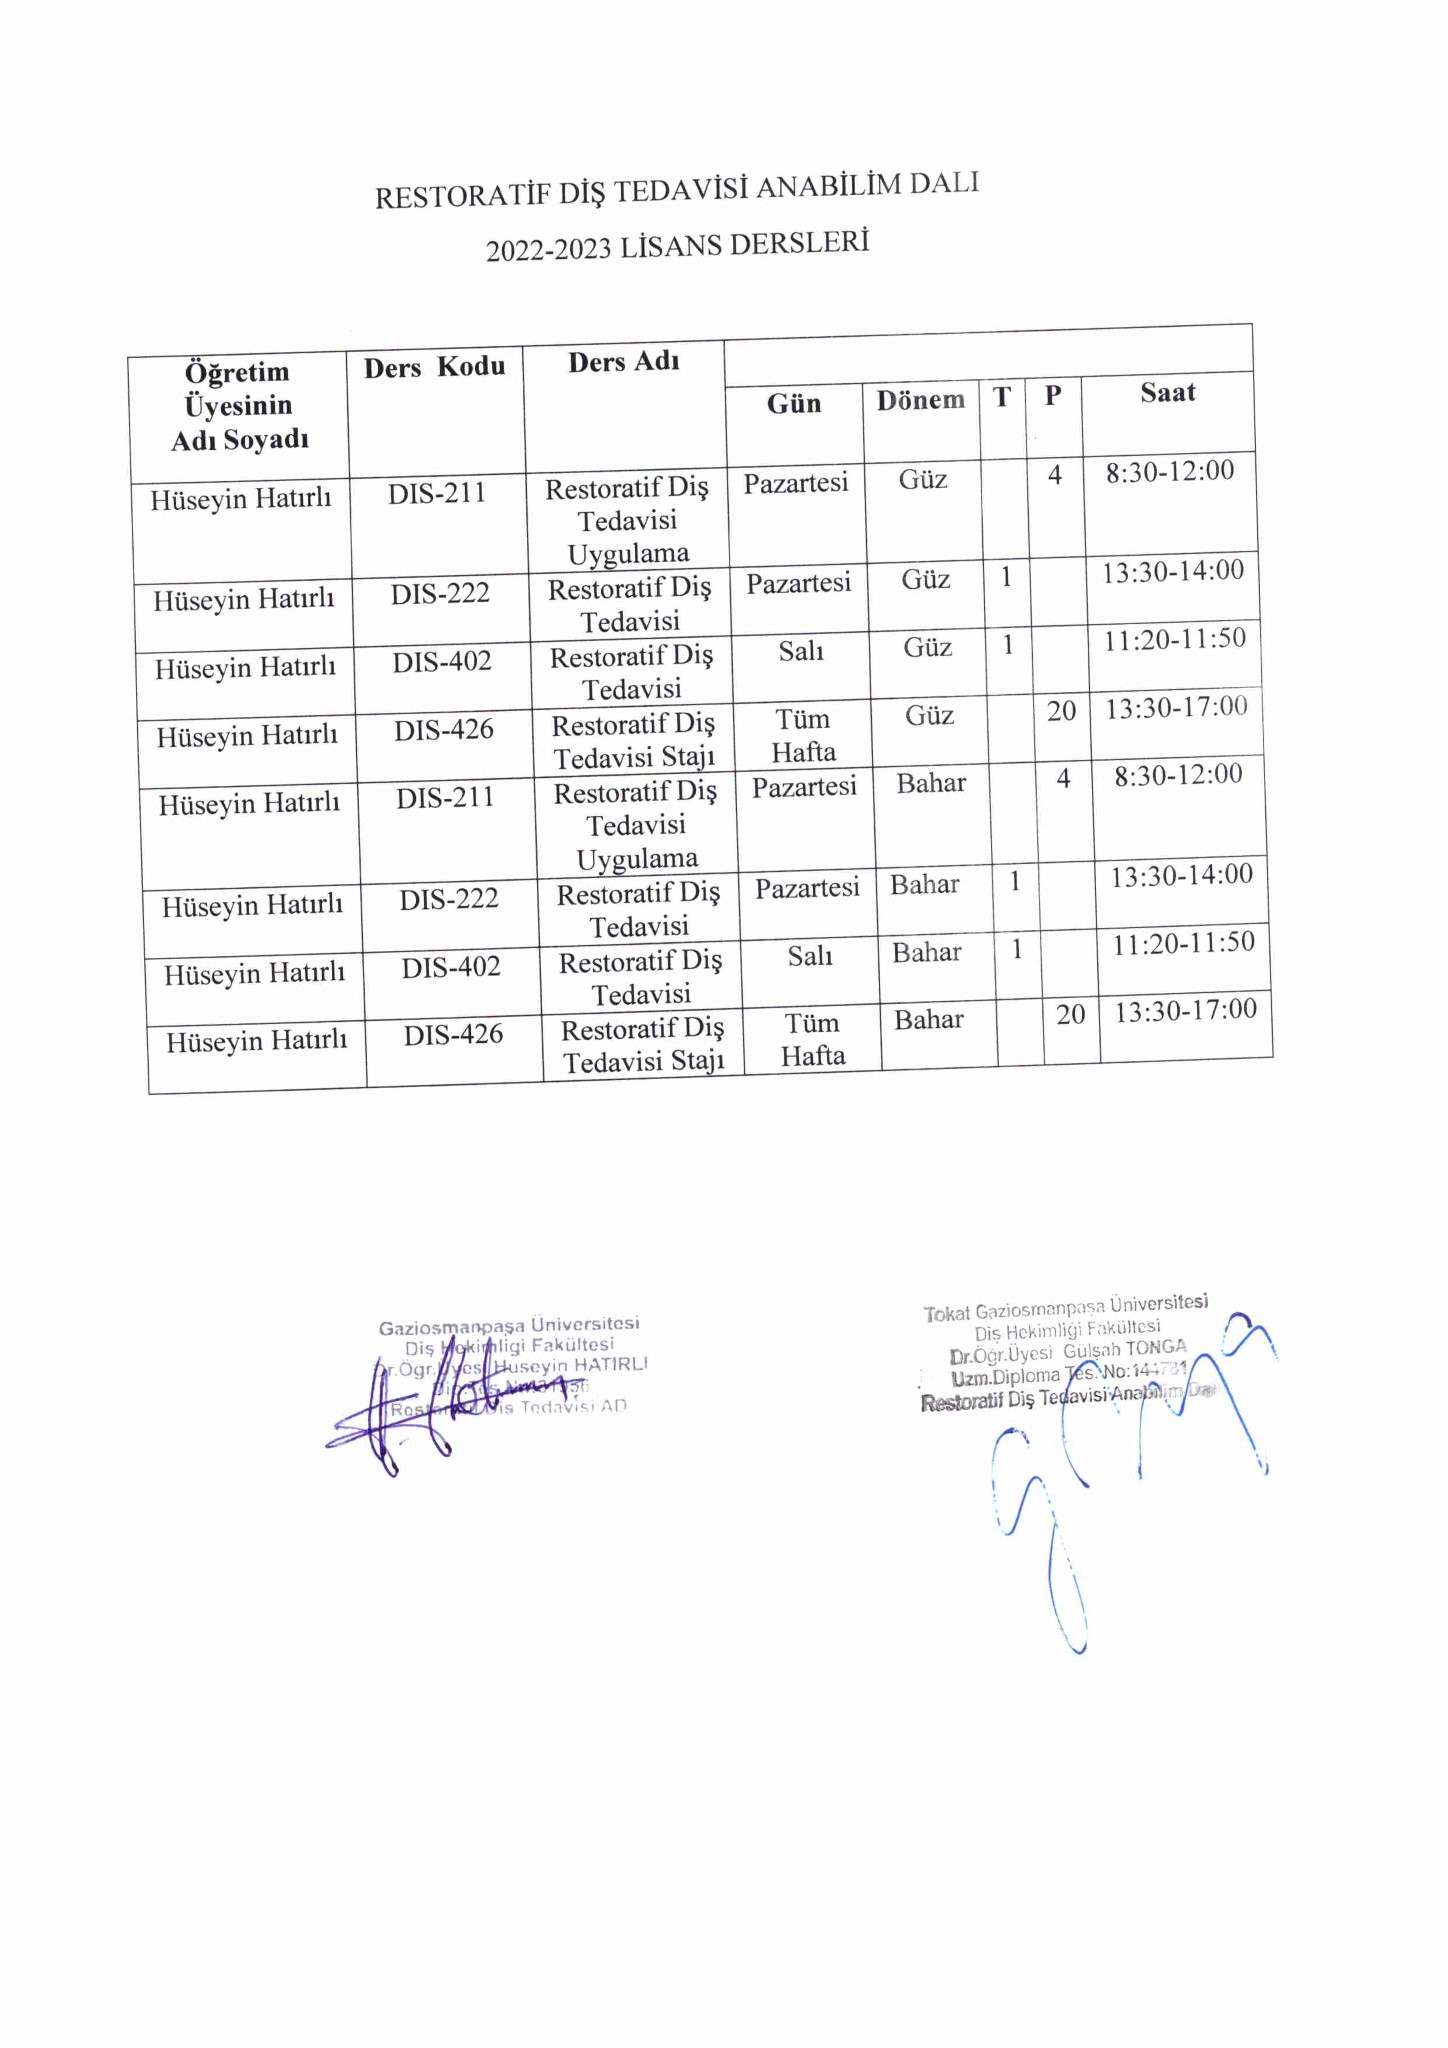 RESTORATİF DİŞ TEDAVİSİ ANABİLİM DALI
2022-2023 LİSANS DERSLERİ
Öğretim Üyesinin Adı Soyadı Ders Kodu Ders Adı
Gün Dönem T P Saat
Hüseyin Hatırlı DIS-211 Restoratif Diş Tedavisi Uygulama Pazartesi Güz 4 8:30-12:00
Hüseyin Hatırlı DIS-222 Restoratif Diş Tedavisi Pazartesi Güz 1 13:30-14:00
Hüseyin Hatırlı DIS-402 Restoratif Diş Tedavisi Salı Güz 1 11:20-11:50
Hüseyin Hatırlı DIS-426 Restoratif Diş Tedavisi Stajı Tüm Hafta Güz 20 13:30-17:00
Hüseyin Hatırlı DIS-211 Restoratif Diş Tedavisi Uygulama Pazartesi Bahar 4 8:30-12:00
Hüseyin Hatırlı DIS-222 Restoratif Diş Tedavisi Pazartesi Bahar 1 13:30-14:00
Hüseyin Hatırlı DIS-402 Restoratif Diş Tedavisi Salı Bahar 1 11:20-11:50
Hüseyin Hatırlı DIS-426 Restoratif Diş Tedavisi Stajı Tüm Hafta Bahar 20 13:30-17:00
Gaziosmanpaşa Üniversitesi
Diş Hekimliği Fakültesi
Huseyin HATIRLI
Diş Tedavisi AD
Tokat Gaziosmanpaşa Üniversitesi
Diş Hekimliği Fakültesi
Dr.Öğr.Üyesi Gülşah TONGA
Uzm.Diploma Tes.No:
Restoratif Diş Tedavisi Anabilim Dalı